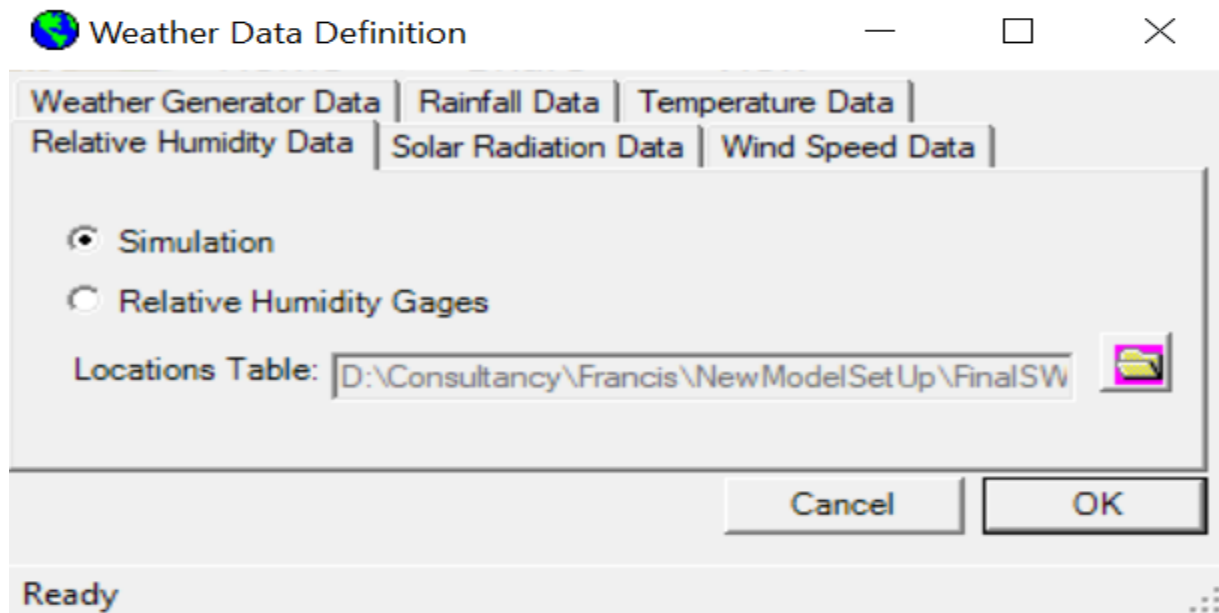 Weather Data Definition
Weather Generator Data Rainfall Data Temperature Data
Relative Humidity Data Solar Radiation Data Wind Speed Data
Simulation
Relative Humidity Gages
Locations Table: D:\Consultancy\Francis\NewModelSetUp\FinalSW
Cancel OK
Ready